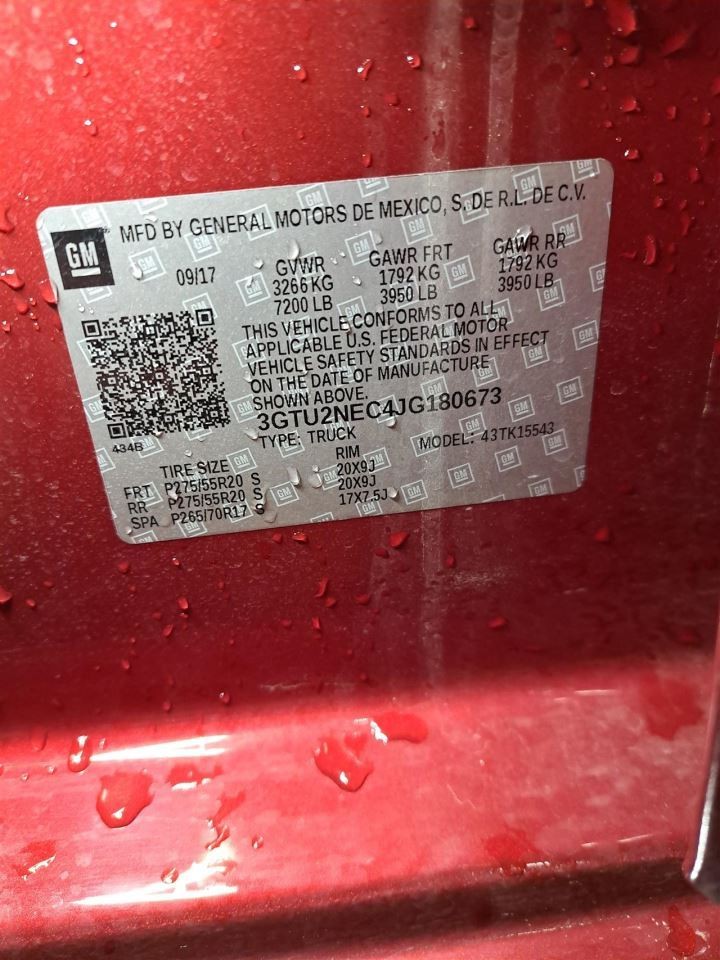 GM
MFD BY GENERAL MOTORS DE MEXICO, S. DE R.L. DE C.V.
09/17 GVWR GAWR FRT GAWR RR
3266 KG 1792 KG 1792 KG
7200 LB 3950 LB 3950 LB
THIS VEHICLE CONFORMS TO ALL
APPLICABLE U.S. FEDERAL MOTOR
VEHICLE SAFETY STANDARDS IN EFFECT
ON THE DATE OF MANUFACTURE
SHOWN ABOVE.
3GTU2NEC4JG180673
434B TYPE: TRUCK MODEL: 43TK15543
TIRE SIZE RIM
FRT P275/55R20 S 20X9J
RR P275/55R20 S 20X9J
SPA P265/70R17 S 17X7.5J